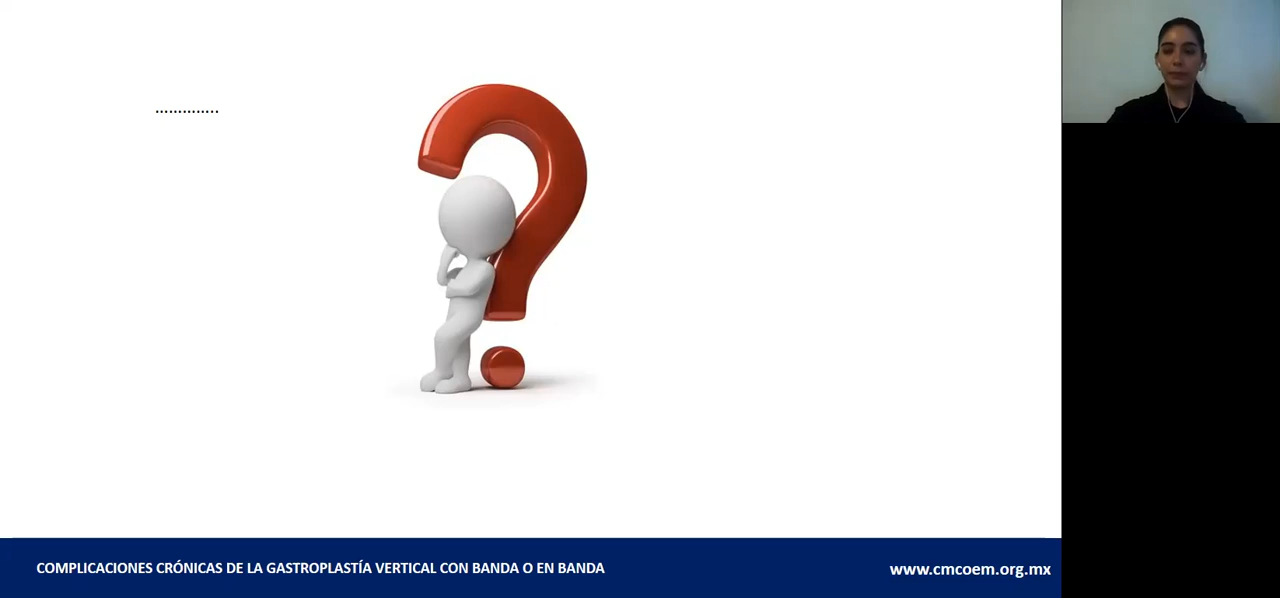 ..............
COMPLICACIONES CRÓNICAS DE LA GASTROPLASTÍA VERTICAL CON BANDA O EN BANDA
www.cmcoem.org.mx